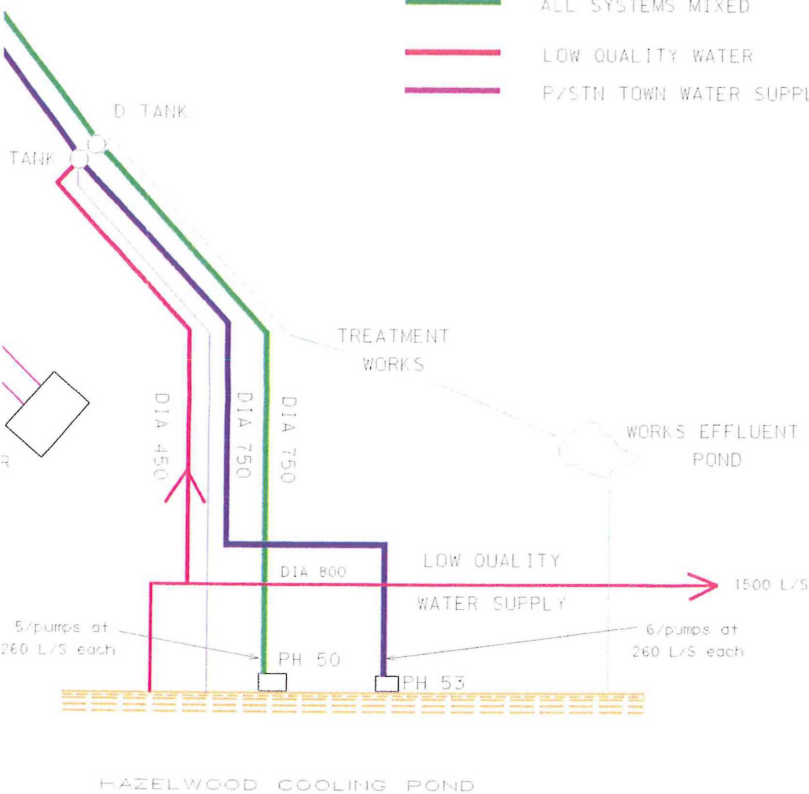 ALL SYSTEMS MIXED
LOW QUALITY WATER
P/STN TOWN WATER SUPPL
D TANK
TANK
TREATMENT
WORKS
DIA 450
DIA 750
DIA 750
WORKS EFFLUENT
POND
R
LOW QUALITY
DIA 800
WATER SUPPLY
1500 L/S
5/pumps at
260 L/S each
6/pumps at
260 L/S each
PH 50
PH 53
HAZELWOOD COOLING POND